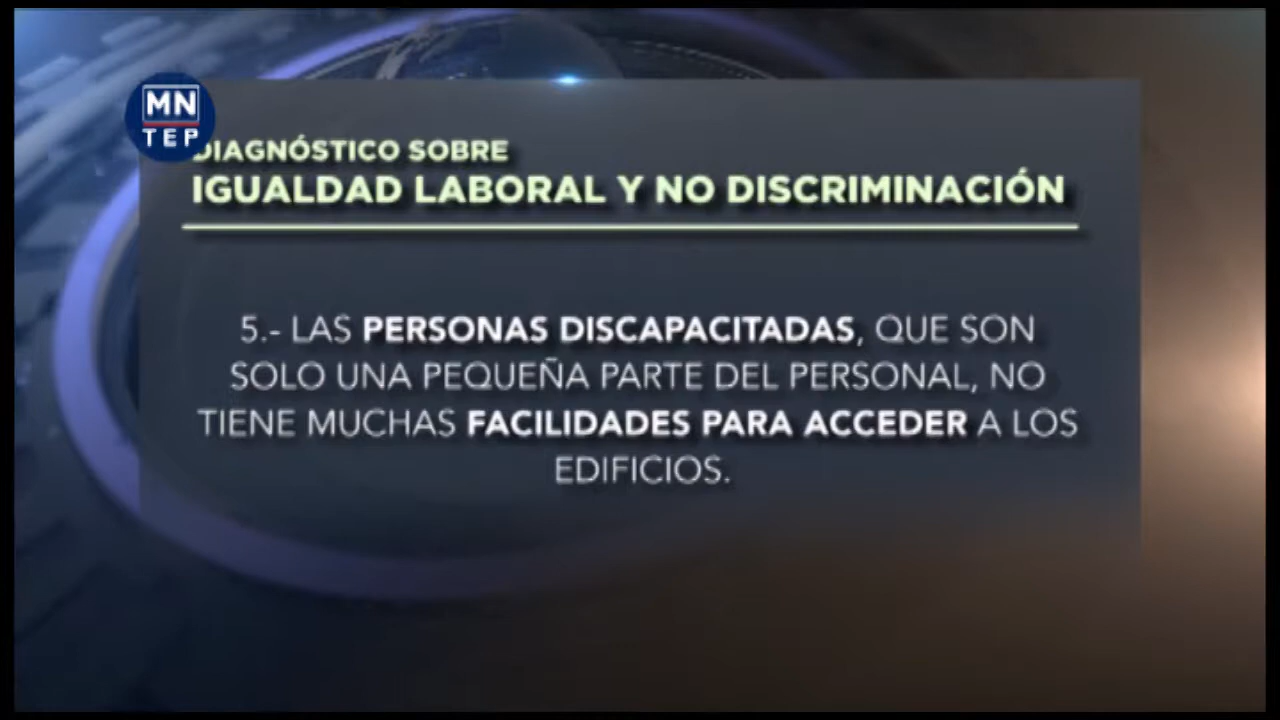 MN
TEP
DIAGNÓSTICO SOBRE
IGUALDAD LABORAL Y NO DISCRIMINACIÓN
5.- LAS PERSONAS DISCAPACITADAS, QUE SON
SOLO UNA PEQUEÑA PARTE DEL PERSONAL, NO
TIENE MUCHAS FACILIDADES PARA ACCEDER A LOS
EDIFICIOS.